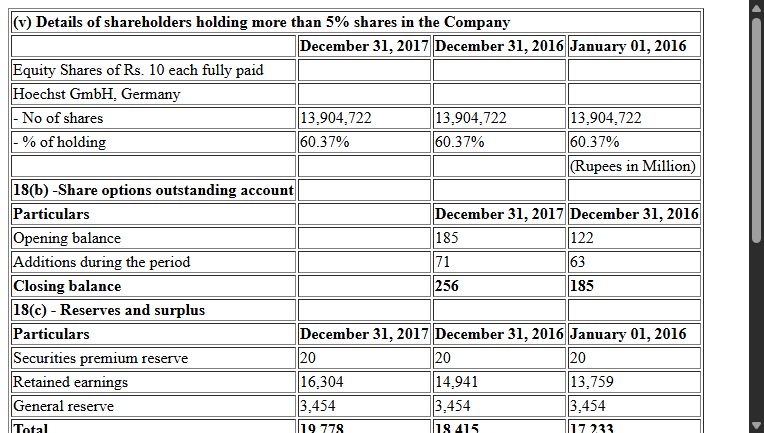 (v) Details of shareholders holding more than 5% shares in the Company
December 31, 2017 December 31, 2016 January 01, 2016
Equity Shares of Rs. 10 each fully paid
Hoechst GmbH, Germany
- No of shares 13,904,722 13,904,722 13,904,722
- % of holding 60.37% 60.37% 60.37%
(Rupees in Million)
18(b) -Share options outstanding account
Particulars December 31, 2017 December 31, 2016
Opening balance 185 122
Additions during the period 71 63
Closing balance 256 185
18(c) - Reserves and surplus
Particulars December 31, 2017 December 31, 2016 January 01, 2016
Securities premium reserve 20 20 20
Retained earnings 16,304 14,941 13,759
General reserve 3,454 3,454 3,454
Total 19,778 18,415 17,233